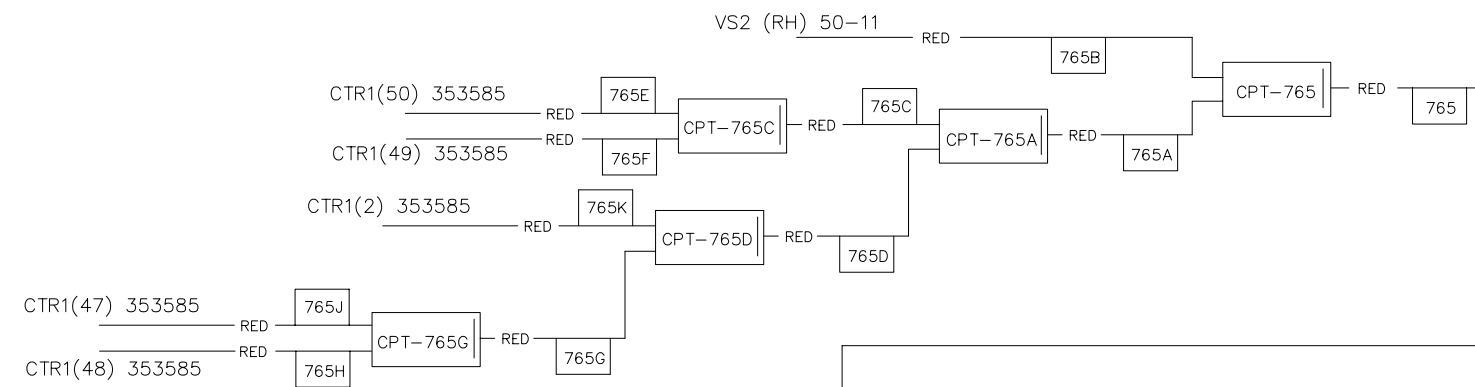 VS2 (RH) 50-11
RED
765B
CPT-765
RED
765
CTR1(50) 353585
RED
765E
CPT-765C
RED
765C
CPT-765A
RED
765A
CTR1(49) 353585
RED
765F
CTR1(2) 353585
RED
765K
CPT-765D
RED
765D
CTR1(47) 353585
RED
765J
CPT-765G
RED
765G
CTR1(48) 353585
RED
765H